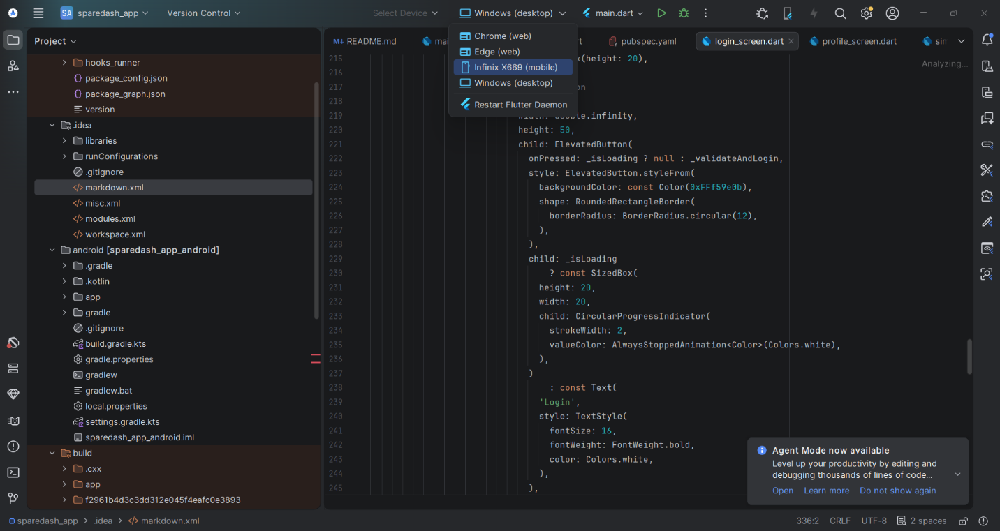 SA sparedash_app Version Control Select Device Windows (desktop) main.dart
Project
hooks_runner
package_config.json
package_graph.json
version
.idea
libraries
runConfigurations
.gitignore
markdown.xml
misc.xml
modules.xml
workspace.xml
android [sparedash_app_android]
.gradle
.kotlin
app
gradle
.gitignore
build.gradle.kts
gradle.properties
gradlew
gradlew.bat
local.properties
settings.gradle.kts
sparedash_app_android.iml
build
.cxx
app
f2961b4d3c3dd312e045f4eafc0e3893
Chrome (web)
Edge (web)
Infinix X669 (mobile)
Windows (desktop)
Restart Flutter Daemon
M↓ README.md mai rt pubspec.yaml login_screen.dart profile_screen.dart sin
Analyzing...
215 x(height: 20),
216
217 on
218
219 width: double.infinity,
220 height: 50,
221 child: ElevatedButton(
222 onPressed: _isLoading ? null : _validateAndLogin,
223 style: ElevatedButton.styleFrom(
224 backgroundColor: const Color(0xFFf59e0b),
225 shape: RoundedRectangleBorder(
226 borderRadius: BorderRadius.circular(12),
227 ),
228 ),
229 child: _isLoading
230 ? const SizedBox(
231 height: 20,
232 width: 20,
233 child: CircularProgressIndicator(
234 strokeWidth: 2,
235 valueColor: AlwaysStoppedAnimation<Color>(Colors.white),
236 ),
237 )
238 : const Text(
239 'Login',
240 style: TextStyle(
241 fontSize: 16,
242 fontWeight: FontWeight.bold,
243 color: Colors.white,
244 ),
245 ),
Agent Mode now available
Level up your productivity by editing and
debugging thousands of lines of code...
Open Learn more Do not show again
sparedash_app > .idea > markdown.xml 336:2 CRLF UTF-8 2 spaces